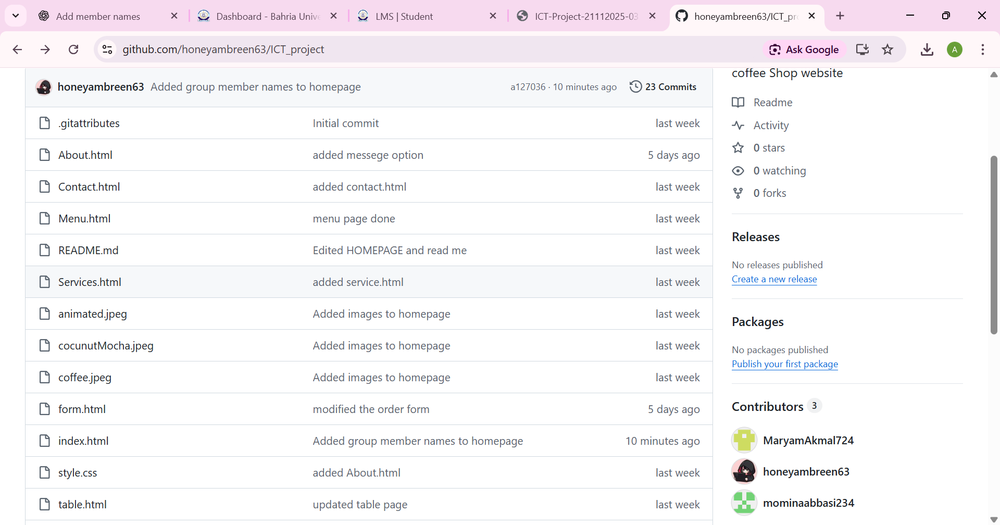 Add member names
Dashboard - Bahria Unive
LMS | Student
ICT-Project-21112025-03
honeyambreen63/ICT_pr
github.com/honeyambreen63/ICT_project
Ask Google
A
honeyambreen63 Added group member names to homepage a127036 · 10 minutes ago 23 Commits
.gitattributes Initial commit last week
About.html added messege option 5 days ago
Contact.html added contact.html last week
Menu.html menu page done last week
README.md Edited HOMEPAGE and read me last week
Services.html added service.html last week
animated.jpeg Added images to homepage last week
cocunutMocha.jpeg Added images to homepage last week
coffee.jpeg Added images to homepage last week
form.html modified the order form 5 days ago
index.html Added group member names to homepage 10 minutes ago
style.css added About.html last week
table.html updated table page last week
coffee Shop website
Readme
Activity
0 stars
0 watching
0 forks
Releases
No releases published
Create a new release
Packages
No packages published
Publish your first package
Contributors 3
MaryamAkmal724
honeyambreen63
mominaabbasi234